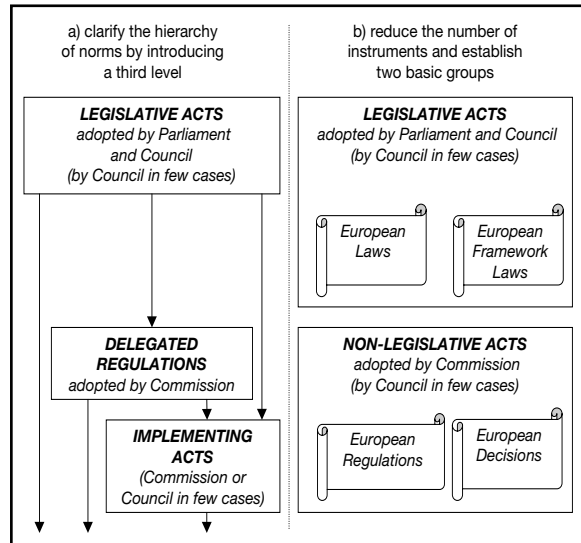 a) clarify the hierarchy
of norms by introducing
a third level
LEGISLATIVE ACTS
adopted by Parliament
and Council
(by Council in few cases)
DELEGATED
REGULATIONS
adopted by Commission
IMPLEMENTING
ACTS
(Commission or
Council in few cases)
b) reduce the number of
instruments and establish
two basic groups
LEGISLATIVE ACTS
adopted by Parliament and Council
(by Council in few cases)
European
Laws
European
Framework
Laws
NON-LEGISLATIVE ACTS
adopted by Commission
(by Council in few cases)
European
Regulations
European
Decisions